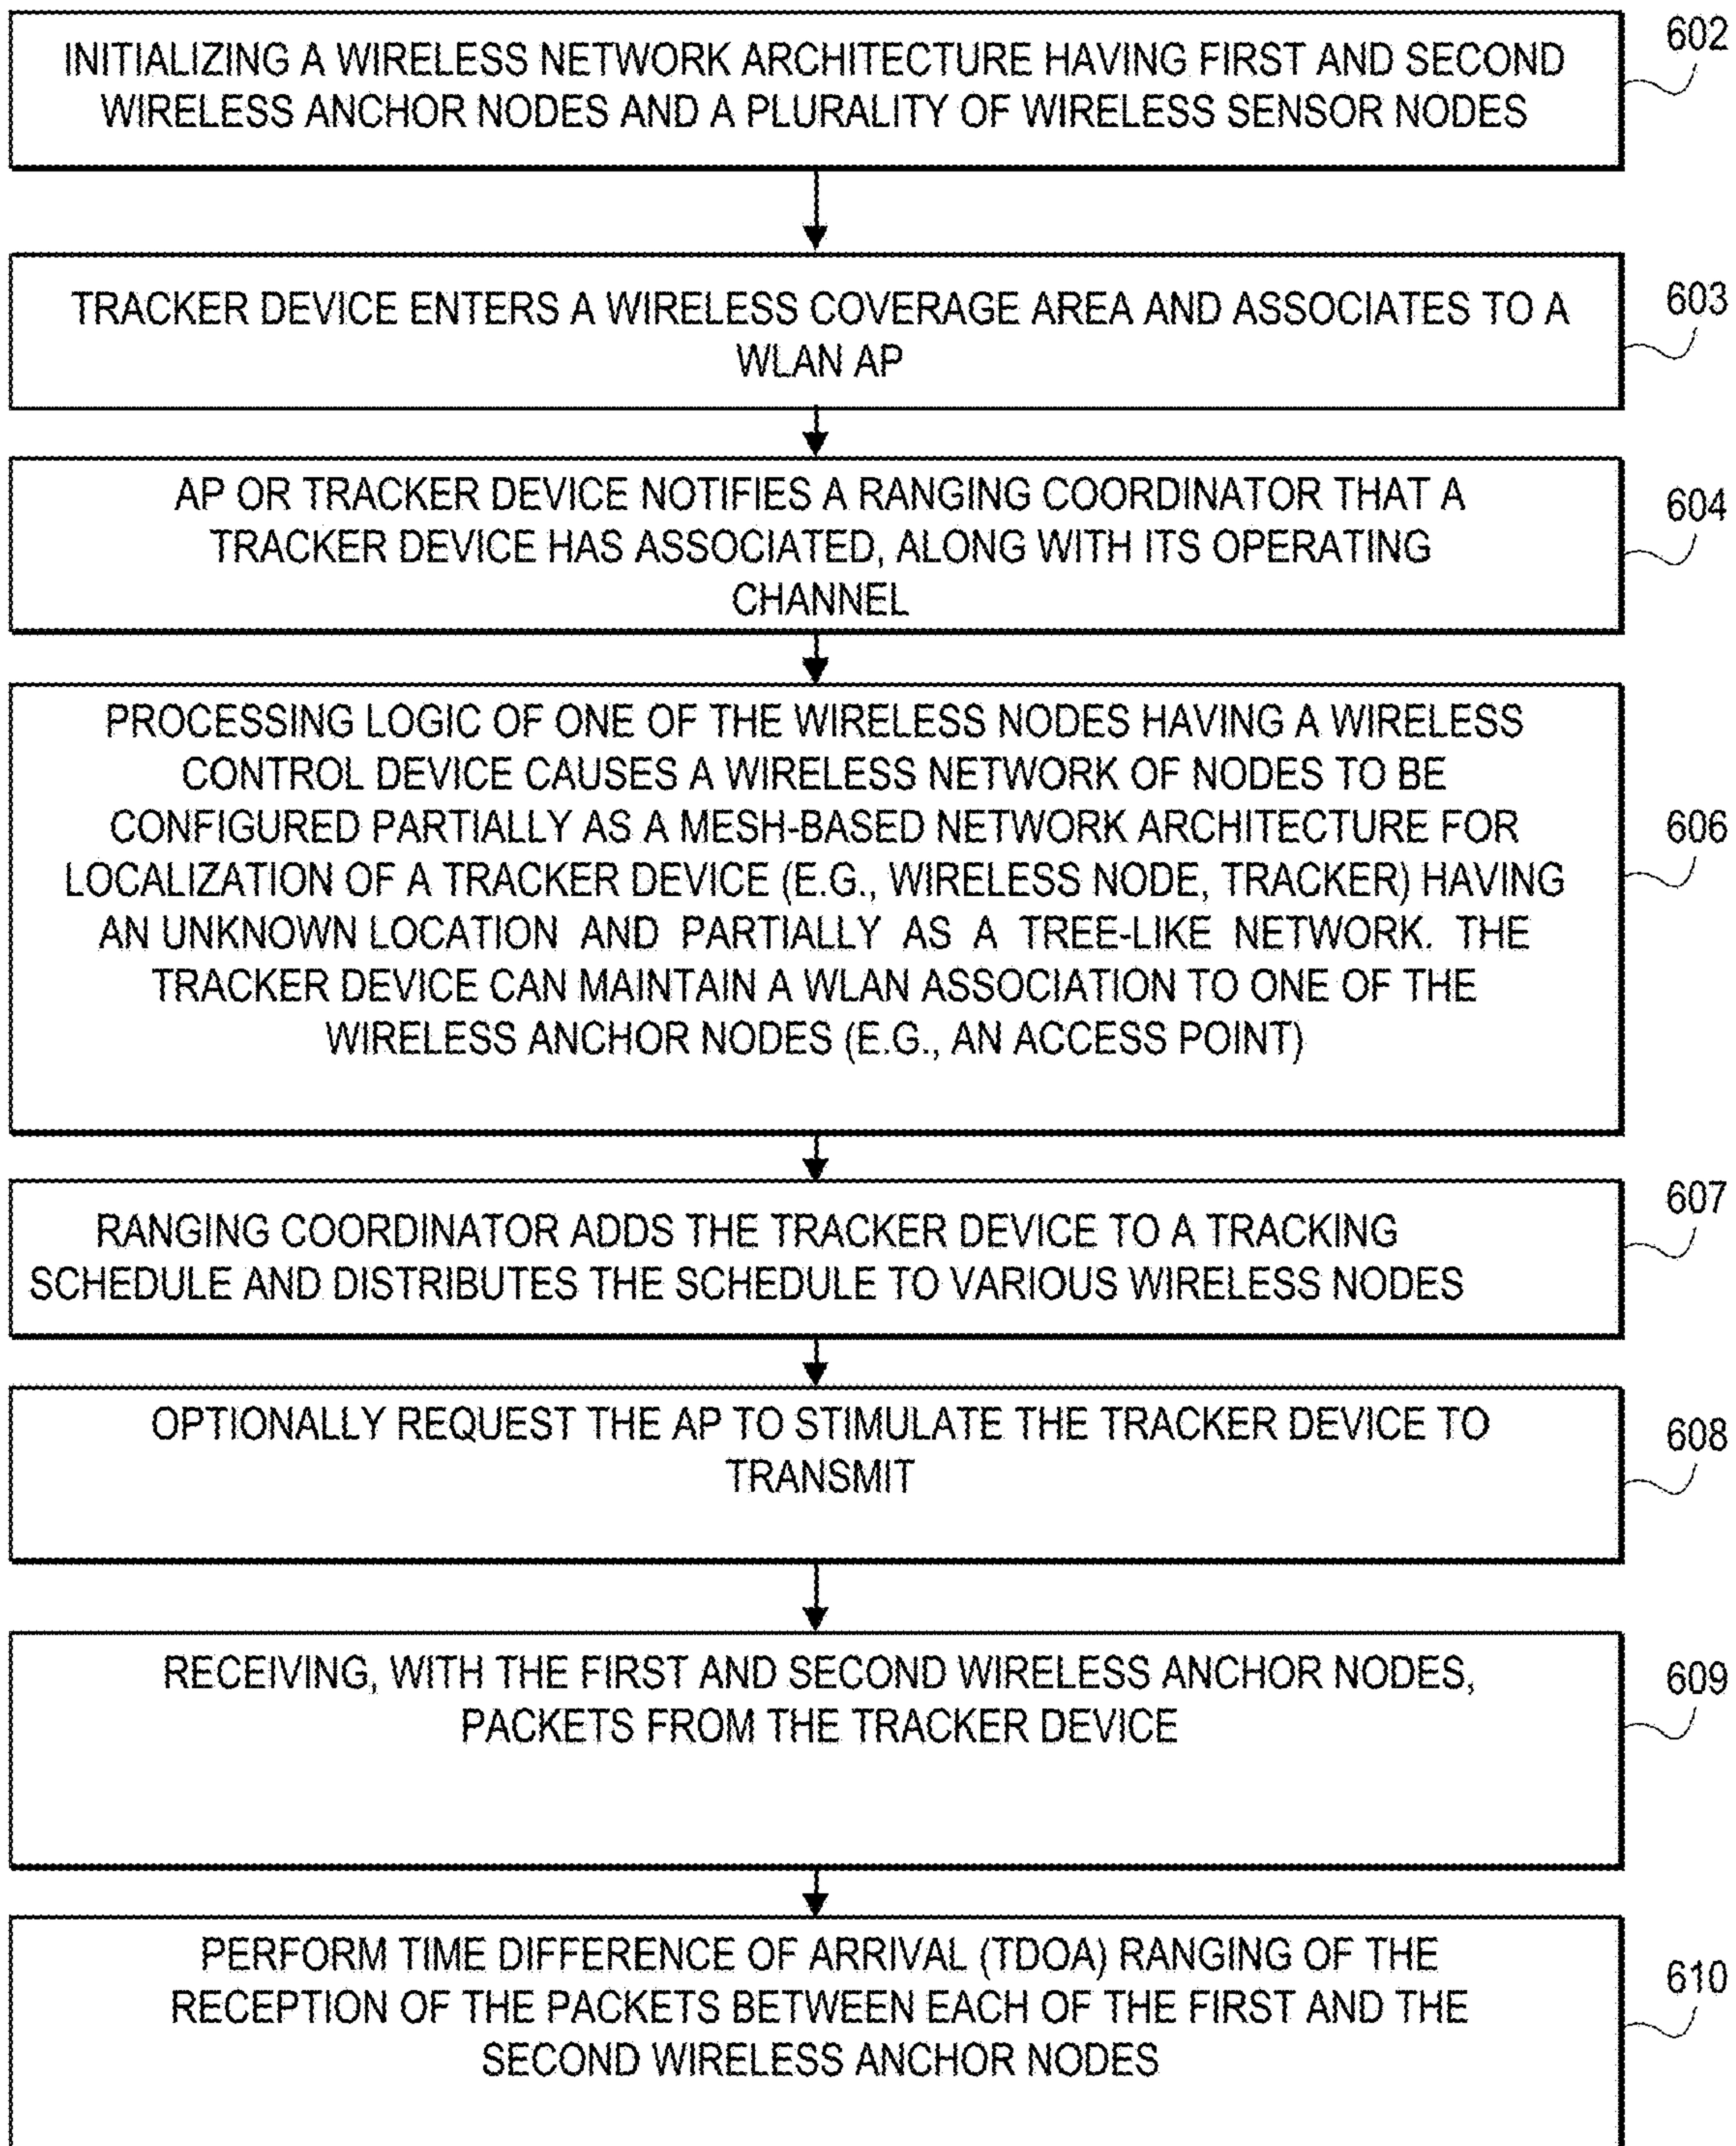 INITIALIZING A WIRELESS NETWORK ARCHITECTURE HAVING FIRST AND SECOND
WIRELESS ANCHOR NODES AND A PLURALITY OF WIRELESS SENSOR NODES
602
TRACKER DEVICE ENTERS A WIRELESS COVERAGE AREA AND ASSOCIATES TO A
WLAN AP
603
AP OR TRACKER DEVICE NOTIFIES A RANGING COORDINATOR THAT A
TRACKER DEVICE HAS ASSOCIATED, ALONG WITH ITS OPERATING
CHANNEL
604
PROCESSING LOGIC OF ONE OF THE WIRELESS NODES HAVING A WIRELESS
CONTROL DEVICE CAUSES A WIRELESS NETWORK OF NODES TO BE
CONFIGURED PARTIALLY AS A MESH-BASED NETWORK ARCHITECTURE FOR
LOCALIZATION OF A TRACKER DEVICE (E.G., WIRELESS NODE, TRACKER) HAVING
AN UNKNOWN LOCATION AND PARTIALLY AS A TREE-LIKE NETWORK. THE
TRACKER DEVICE CAN MAINTAIN A WLAN ASSOCIATION TO ONE OF THE
WIRELESS ANCHOR NODES (E.G., AN ACCESS POINT)
606
RANGING COORDINATOR ADDS THE TRACKER DEVICE TO A TRACKING
SCHEDULE AND DISTRIBUTES THE SCHEDULE TO VARIOUS WIRELESS NODES
607
OPTIONALLY REQUEST THE AP TO STIMULATE THE TRACKER DEVICE TO
TRANSMIT
608
RECEIVING, WITH THE FIRST AND SECOND WIRELESS ANCHOR NODES,
PACKETS FROM THE TRACKER DEVICE
609
PERFORM TIME DIFFERENCE OF ARRIVAL (TDOA) RANGING OF THE
RECEPTION OF THE PACKETS BETWEEN EACH OF THE FIRST AND THE
SECOND WIRELESS ANCHOR NODES
610